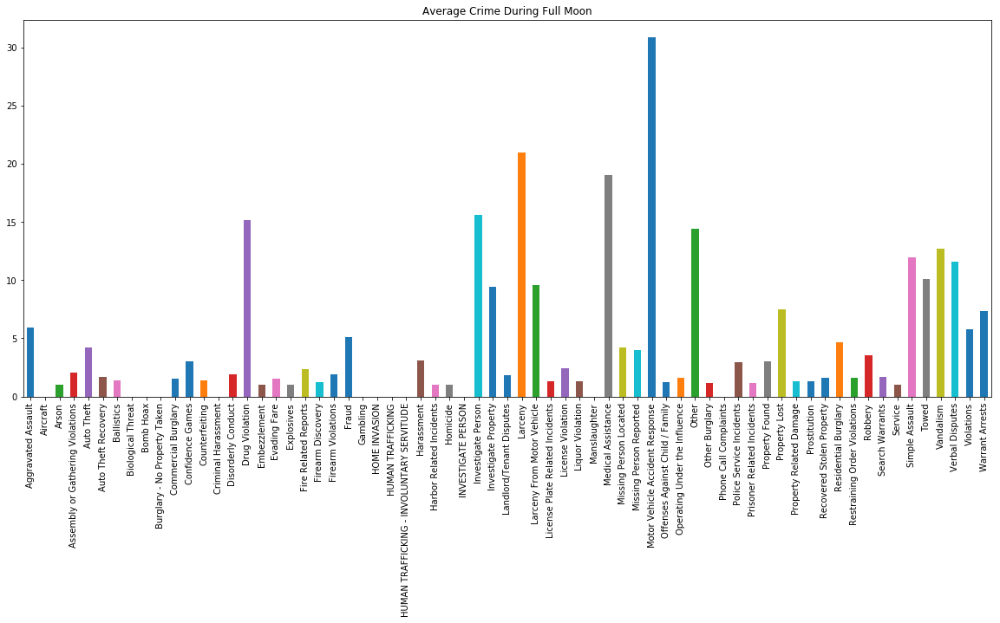 Average Crime During Full Moon
30
25
20
15
10
5
0
Aggravated Assault
Aircraft
Arson
Assembly or Gathering Violations
Auto Theft
Auto Theft Recovery
Ballistics
Biological Threat
Bomb Hoax
Burglary - No Property Taken
Commercial Burglary
Confidence Games
Counterfeiting
Criminal Harassment
Disorderly Conduct
Drug Violation
Embezzlement
Evading Fare
Explosives
Fire Related Reports
Firearm Discovery
Firearm Violations
Fraud
Gambling
HOME INVASION
HUMAN TRAFFICKING
HUMAN TRAFFICKING - INVOLUNTARY SERVITUDE
Harassment
Harbor Related Incidents
Homicide
INVESTIGATE PERSON
Investigate Person
Investigate Property
Landlord/Tenant Disputes
Larceny
Larceny From Motor Vehicle
License Plate Related Incidents
License Violation
Liquor Violation
Manslaughter
Medical Assistance
Missing Person Located
Missing Person Reported
Motor Vehicle Accident Response
Offenses Against Child / Family
Operating Under the Influence
Other
Other Burglary
Phone Call Complaints
Police Service Incidents
Prisoner Related Incidents
Property Found
Property Lost
Property Related Damage
Prostitution
Recovered Stolen Property
Residential Burglary
Restraining Order Violations
Robbery
Search Warrants
Service
Simple Assault
Towed
Vandalism
Verbal Disputes
Violations
Warrant Arrests